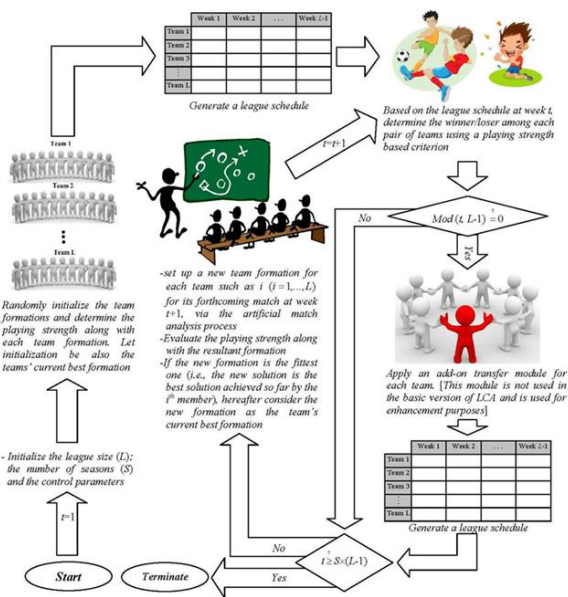 Week 1 Week 2 . . . Week L-1
Team 1
Team 2
Team 3
⋮
Team L
Generate a league schedule
Based on the league schedule at week t,
determine the winner/loser among each
pair of teams using a playing strength
based criterion
t=t+1
Team 1
Team 2
Team L
Randomly initialize the team
formations and determine the
playing strength along with
each team formation. Let
initialization be also the
teams' current best formation
-set up a new team formation for
each team such as i (i=1,...,L)
for its forthcoming match at week
t+1, via the artificial match
analysis process
-Evaluate the playing strength along
with the resultant formation
-If the new formation is the fittest
one (i.e., the new solution is the
best solution achieved so far by the
ith member), hereafter consider the
new formation as the team's
current best formation
No
?
Mod (t, L-1) = 0
Yes
Apply an add-on transfer module for
each team. [This module is not used in
the basic version of LCA and is used for
enhancement purposes]
Week 1 Week 2 . . . Week L-1
Team 1
Team 2
Team 3
⋮
Team L
Generate a league schedule
- Initialize the league size (L);
the number of seasons (S)
and the control parameters
t=1
No
?
t ≥ S×(L-1)
Yes
Start
Terminate